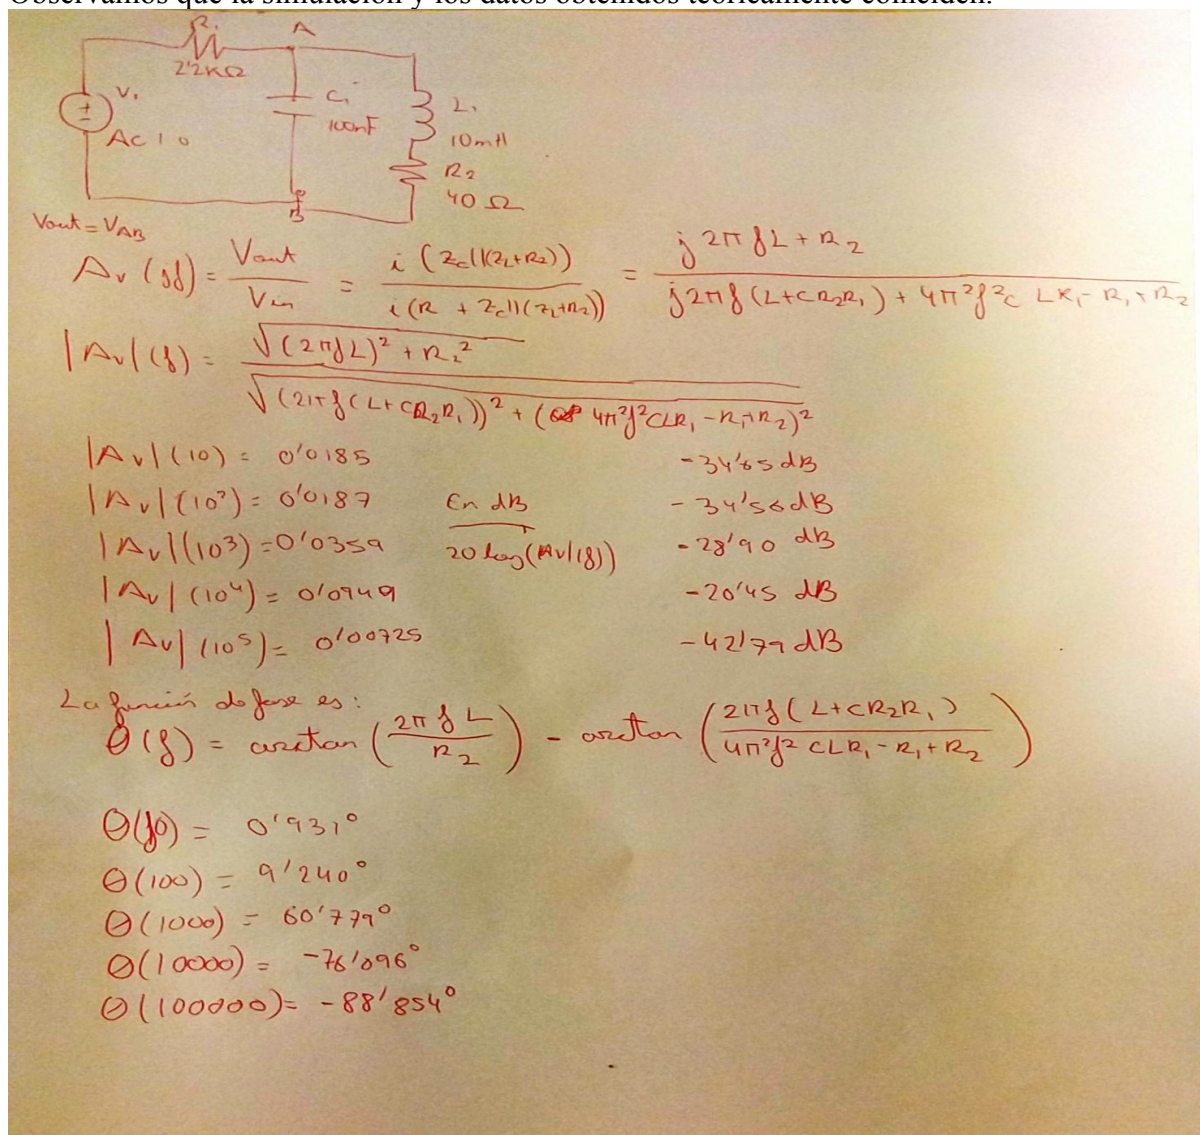 Observamos que la simulación y los datos obtenidos teóricamente coinciden.
R₁
2'2KΩ
A
V₁
AC 1 0
C₁
100nF
L₁
10mH
R₂
40 Ω
B
Vout = VAB
Av (jf) = Vout / Vin = i (Zc||(ZL+R2)) / i (R + Zc||(ZL+R2)) = j 2π f L + R₂ / j2πf (L+CR₂R₁) + 4π²f²C LR₁ - R₁ + R₂
|Av|(f) = √(2πfL)² + R₂² / √(2πf(L+CR₂R₁))² + (4π²f²CLR₁ - R₁+R₂)²
|Av|(10) = 0'0185 -34'65 dB
|Av|(10²) = 0'0187 En dB -34'56 dB
|Av|(10³) = 0'0359 20 log(|Av|(f)) -28'90 dB
|Av|(10⁴) = 0'0949 -20'45 dB
|Av|(10⁵) = 0'00725 -42'79 dB
La función de fase es:
Θ(f) = arctan (2πfL / R₂) - arctan (2πf(L+CR₂R₁) / 4π²f² CLR₁ - R₁ + R₂)
Θ(10) = 0'931°
Θ(100) = 9'240°
Θ(1000) = 60'779°
Θ(10000) = -76'096°
Θ(100000) = -88'854°